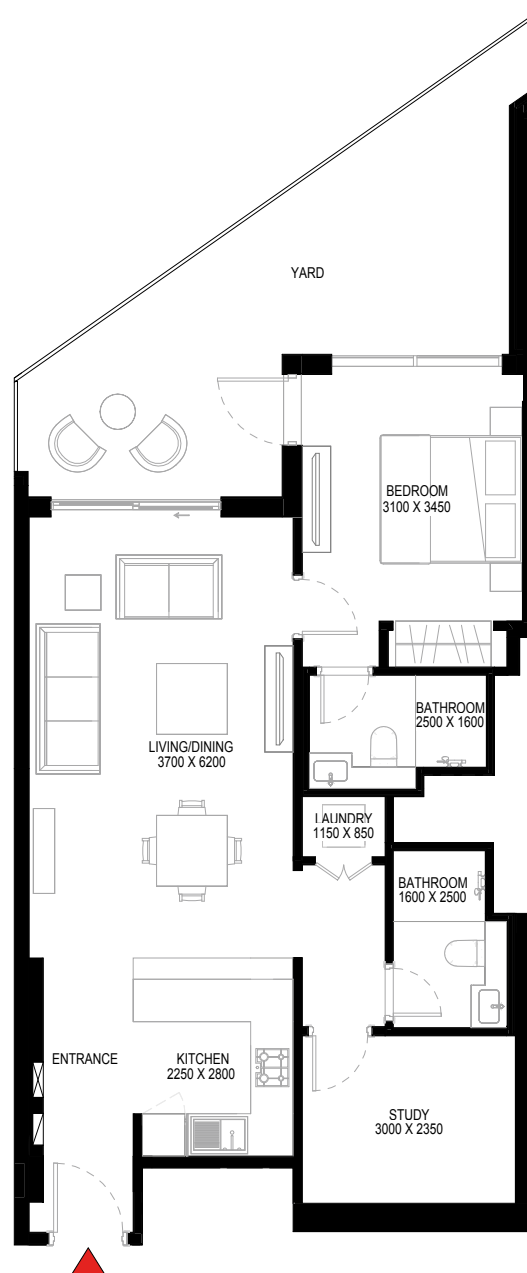 YARD
BEDROOM
3100 X 3450
BATHROOM
2500 X 1600
LIVING/DINING
3700 X 6200
LAUNDRY
1150 X 850
BATHROOM
1600 X 2500
ENTRANCE
KITCHEN
2250 X 2800
STUDY
3000 X 2350